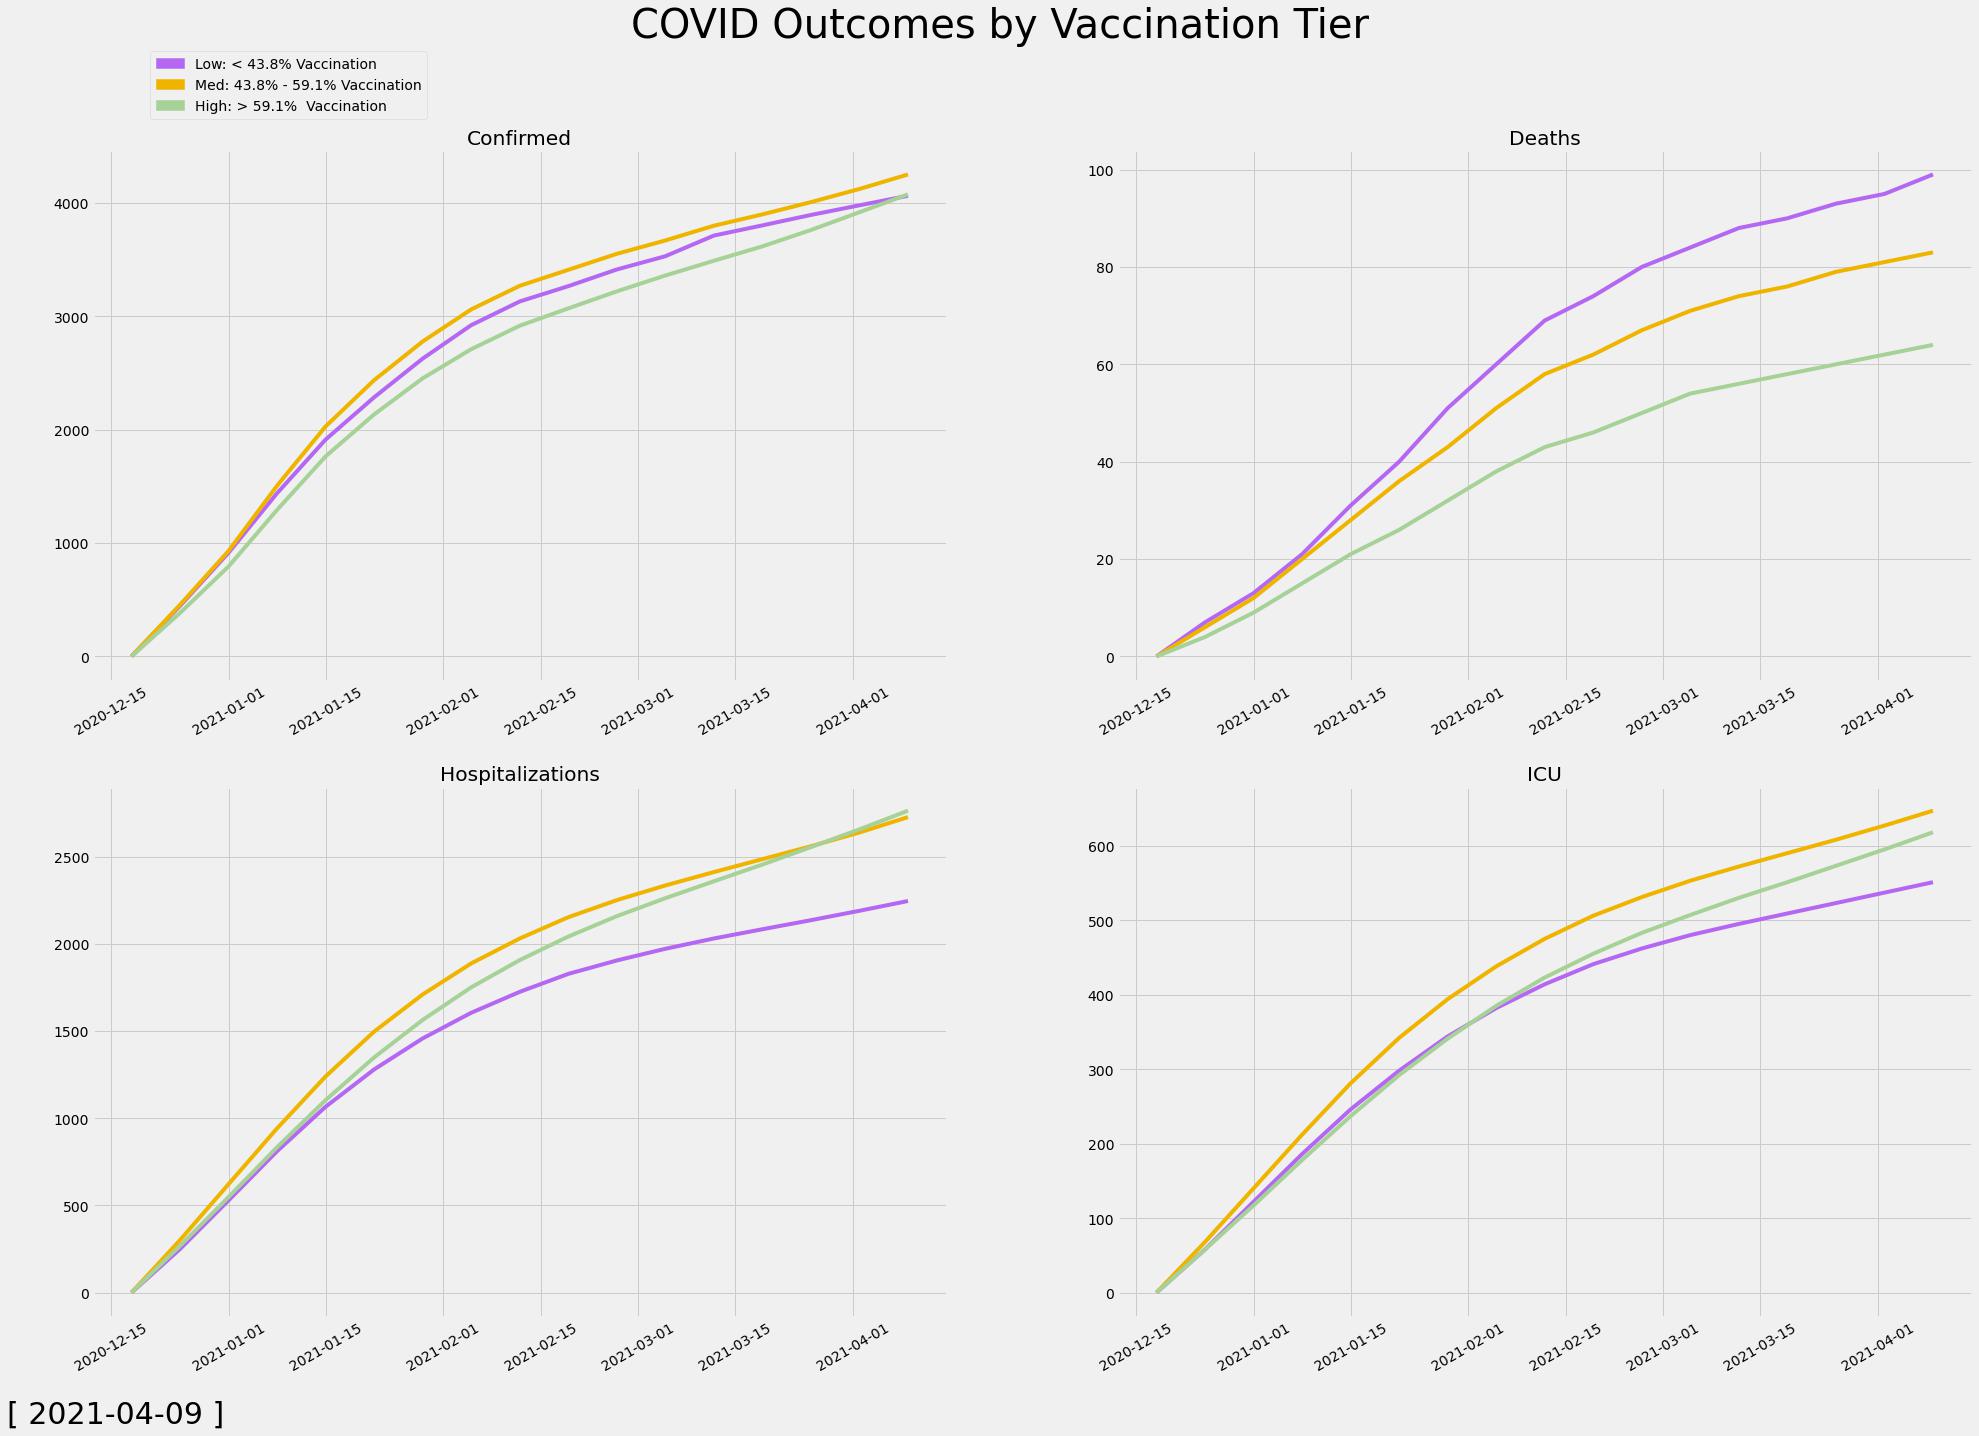 COVID Outcomes by Vaccination Tier
Low: < 43.8% Vaccination
Med: 43.8% - 59.1% Vaccination
High: > 59.1%  Vaccination
Confirmed
4000
3000
2000
1000
0
2020-12-15 2021-01-01 2021-01-15 2021-02-01 2021-02-15 2021-03-01 2021-03-15 2021-04-01
Deaths
100
80
60
40
20
0
2020-12-15 2021-01-01 2021-01-15 2021-02-01 2021-02-15 2021-03-01 2021-03-15 2021-04-01
Hospitalizations
2500
2000
1500
1000
500
0
2020-12-15 2021-01-01 2021-01-15 2021-02-01 2021-02-15 2021-03-01 2021-03-15 2021-04-01
ICU
600
500
400
300
200
100
0
2020-12-15 2021-01-01 2021-01-15 2021-02-01 2021-02-15 2021-03-01 2021-03-15 2021-04-01
[ 2021-04-09 ]